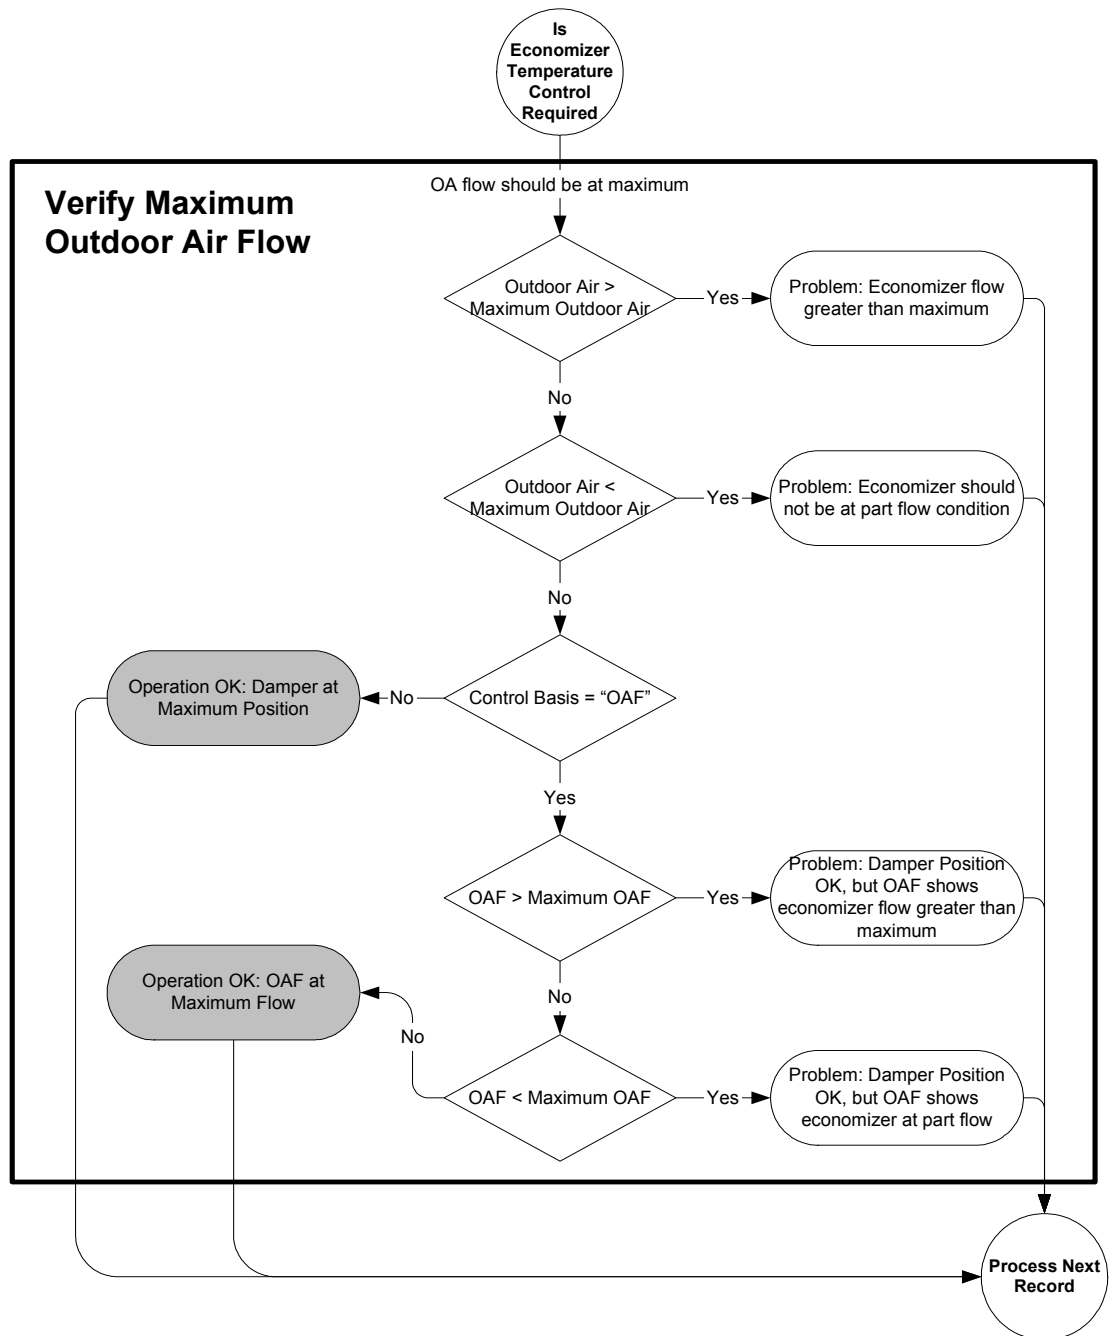 Is
Economizer
Temperature
Control
Required
OA flow should be at maximum
Verify Maximum
Outdoor Air Flow
Outdoor Air >
Maximum Outdoor Air
Yes
Problem: Economizer flow
greater than maximum
No
Outdoor Air <
Maximum Outdoor Air
Yes
Problem: Economizer should
not be at part flow condition
No
Operation OK: Damper at
Maximum Position
No
Control Basis = “OAF”
Yes
OAF > Maximum OAF
Yes
Problem: Damper Position
OK, but OAF shows
economizer flow greater than
maximum
Operation OK: OAF at
Maximum Flow
No
No
OAF < Maximum OAF
Yes
Problem: Damper Position
OK, but OAF shows
economizer at part flow
Process Next
Record